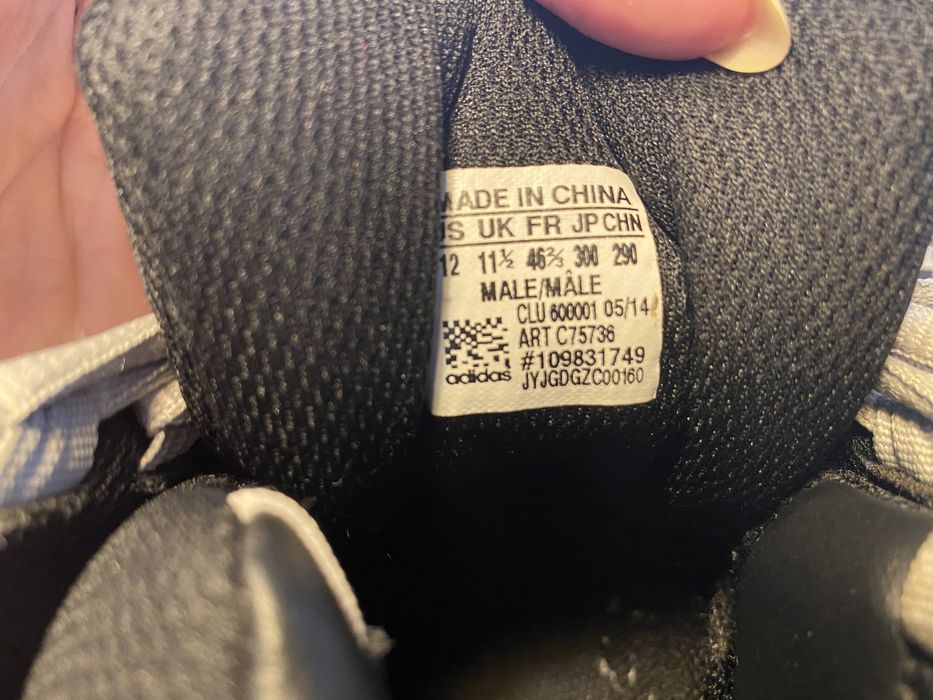 MADE IN CHINA
US UK FR JP CHN
12 11½ 46⅔ 300 290
MALE/MÂLE
CLU 600001 05/14
ART C75736
#109831749
adidas JYJGDGZC00160